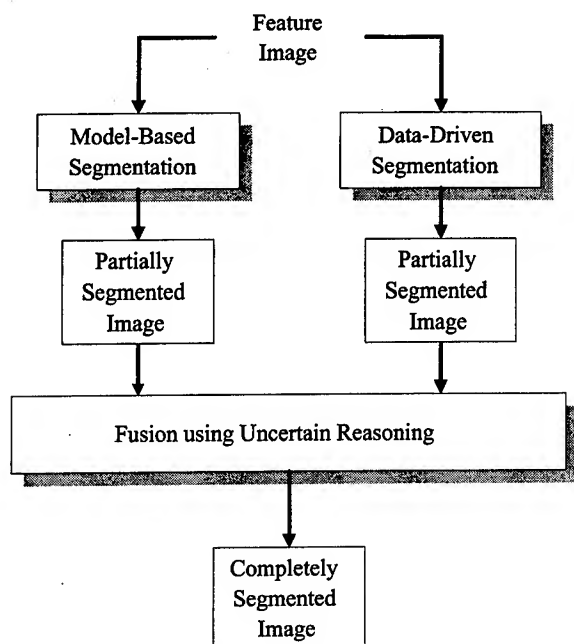 Feature
Image
Model-Based
Segmentation
Data-Driven
Segmentation
Partially
Segmented
Image
Partially
Segmented
Image
Fusion using Uncertain Reasoning
Completely
Segmented
Image